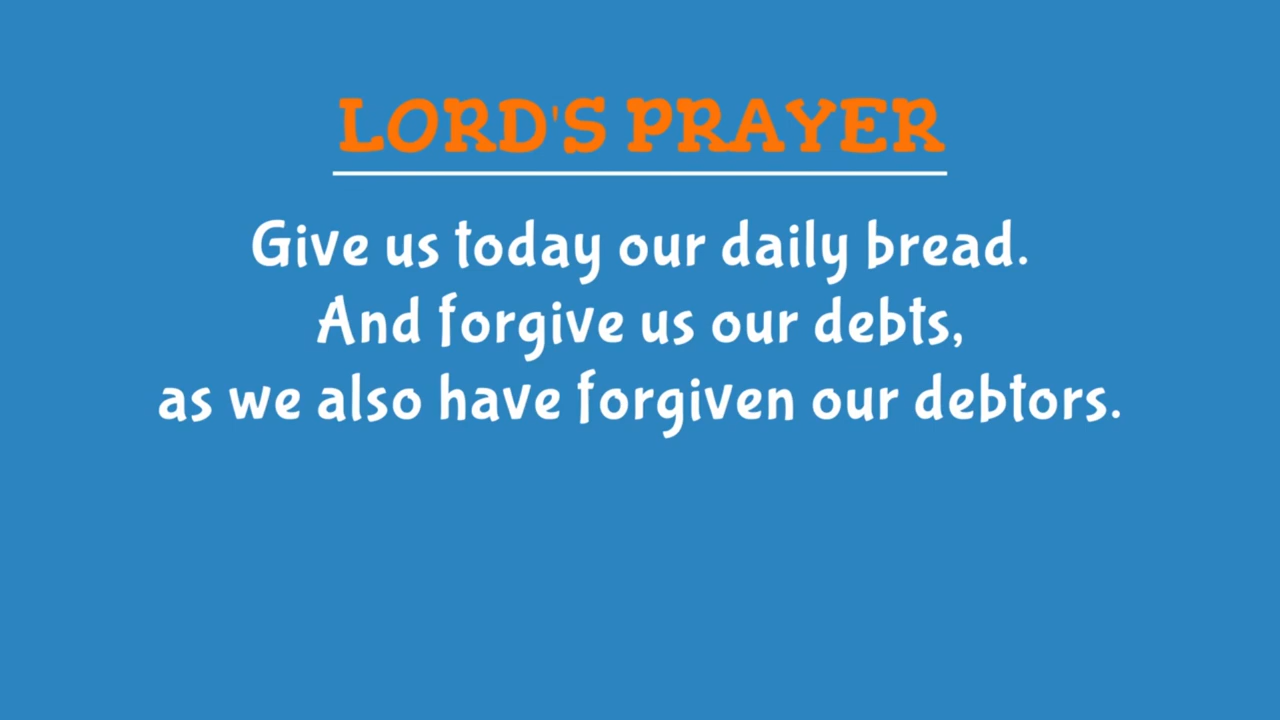 LORD'S PRAYER
Give us today our daily bread.
And forgive us our debts,
as we also have forgiven our debtors.